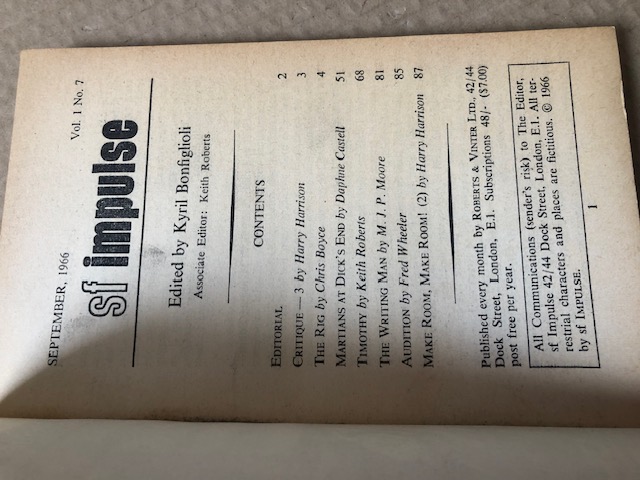 SEPTEMBER, 1966 Vol. 1 No. 7
sf impulse
Edited by Kyril Bonfiglioli
Associate Editor: Keith Roberts
CONTENTS
EDITORIAL 2
CRITIQUE — 3 by Harry Harrison 3
THE RIG by Chris Boyce 4
MARTIANS AT DICK'S END by Daphne Castell 51
TIMOTHY by Keith Roberts 68
THE WRITING MAN by M. J. P. Moore 81
AUDITION by Fred Wheeler 85
MAKE ROOM, MAKE ROOM! (2) by Harry Harrison 87
Published every month by ROBERTS & VINTER LTD., 42/44
Dock Street, London, E.1. Subscriptions 48/- ($7.00)
post free per year.
All Communications (sender's risk) to The Editor,
sf Impulse 42/44 Dock Street, London, E.1. All ter-
restrial characters and places are fictitious. © 1966
by sf IMPULSE.
1